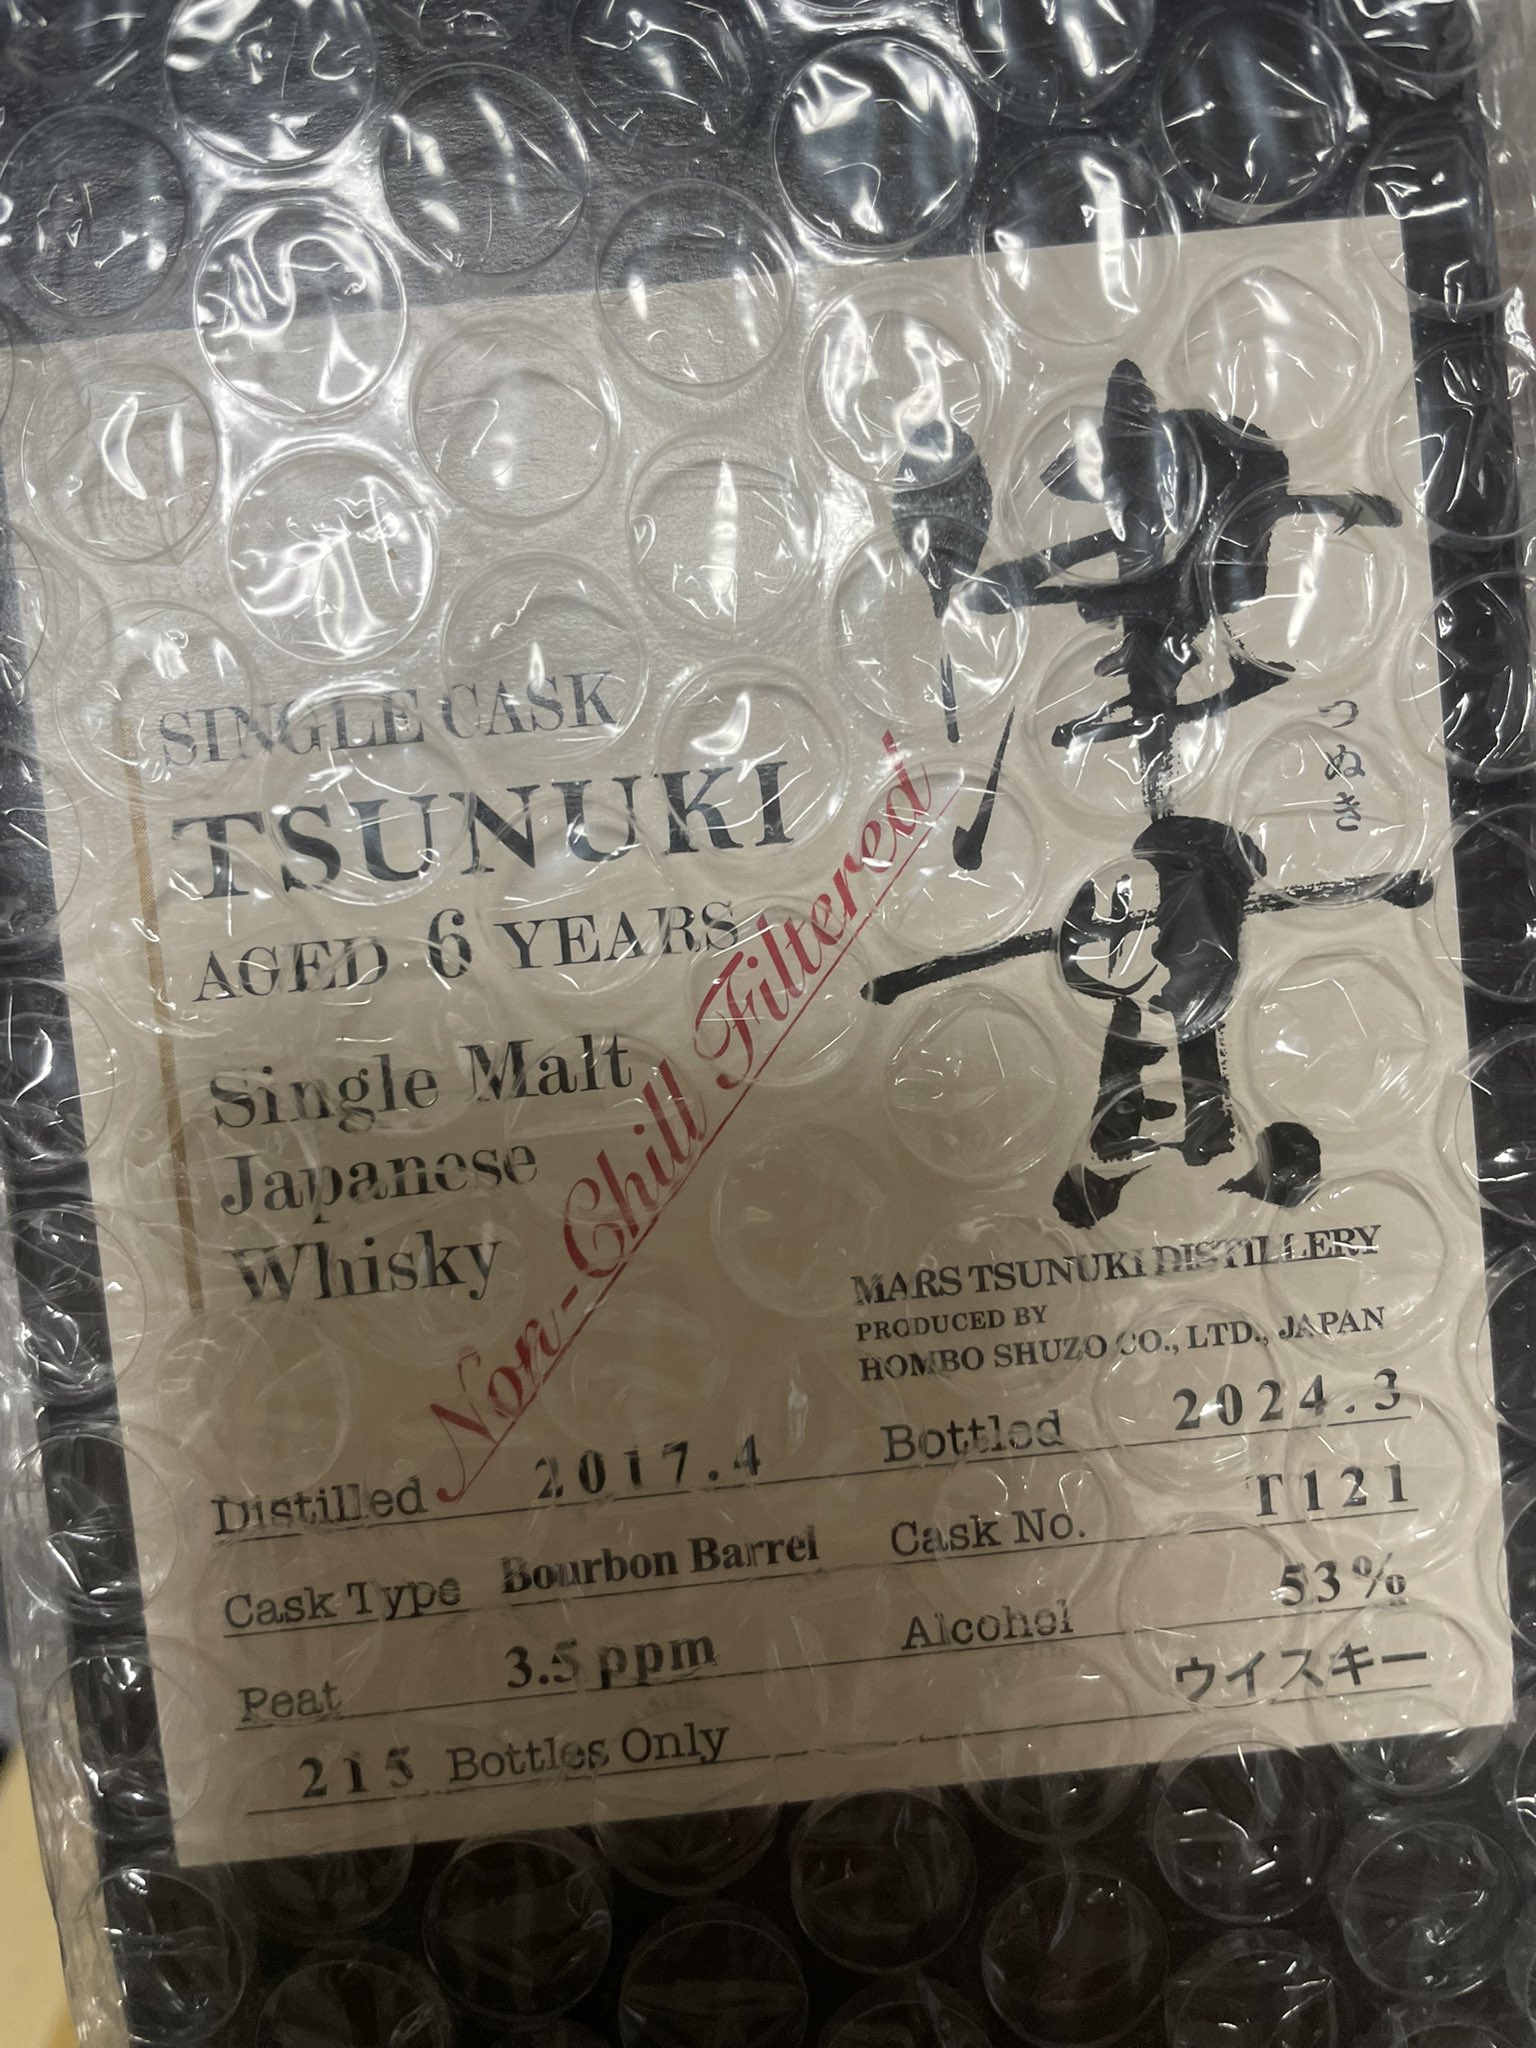 SINGLE CASK
TSUNUKI
AGED 6 YEARS
Single Malt
Japanese
Whisky
Non-Chill Filtered
津貫
つぬき
MARS TSUNUKI DISTILLERY
PRODUCED BY
HOMBO SHUZO CO., LTD., JAPAN
Distilled 2017.4 Bottled 2024.3
Cask Type Bourbon Barrel Cask No. T121
Peat 3.5 ppm Alcohol 53%
215 Bottles Only ウイスキー